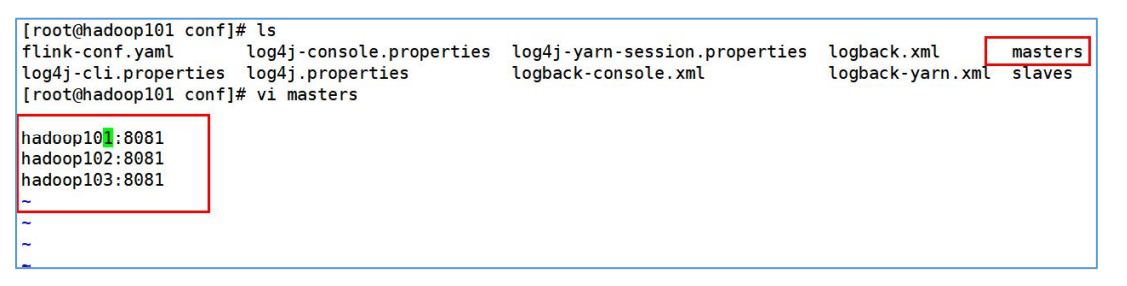 [root@hadoop101 conf]# ls
flink-conf.yaml log4j-console.properties log4j-yarn-session.properties logback.xml masters
log4j-cli.properties log4j.properties logback-console.xml logback-yarn.xml slaves
[root@hadoop101 conf]# vi masters
hadoop101:8081
hadoop102:8081
hadoop103:8081
~
~
~
~